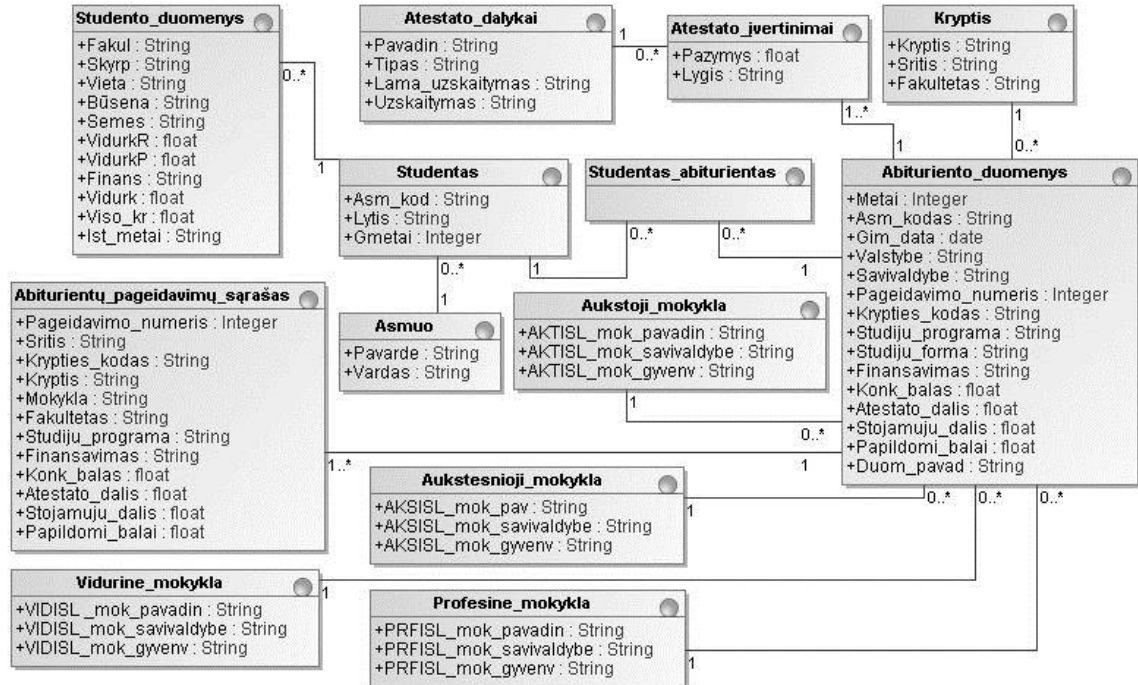 Studento_duomenys
+Fakul : String
+Skyrp : String
+Vieta : String
+Būsena : String
+Semes : String
+VidurkR : float
+VidurkP : float
+Finans : String
+Vidurk : float
+Viso_kr : float
+Ist_metai : String
0..*
1
Atestato_dalykai
+Pavadin : String
+Tipas : String
+Lama_uzskaitymas : String
+Uzskaitymas : String
1
0..*
Atestato_įvertinimai
+Pazymys : float
+Lygis : String
1..*
1
Kryptis
+Kryptis : String
+Sritis : String
+Fakultetas : String
1
0..*
Studentas
+Asm_kod : String
+Lytis : String
+Gmetai : Integer
0..*
1
1
Studentas_abiturientas
0..*
0..*
1
Abituriento_duomenys
+Metai : Integer
+Asm_kodas : String
+Gim_data : date
+Valstybe : String
+Savivaldybe : String
+Pageidavimo_numeris : Integer
+Krypties_kodas : String
+Studiju_programa : String
+Studiju_forma : String
+Finansavimas : String
+Konk_balas : float
+Atestato_dalis : float
+Stojamuju_dalis : float
+Papildomi_balai : float
+Duom_pavad : String
Abiturientų_pageidavimų_sąrašas
+Pageidavimo_numeris : Integer
+Sritis : String
+Krypties_kodas : String
+Kryptis : String
+Mokykla : String
+Fakultetas : String
+Studiju_programa : String
+Finansavimas : String
+Konk_balas : float
+Atestato_dalis : float
+Stojamuju_dalis : float
+Papildomi_balai : float
1..*
1
Asmuo
+Pavarde : String
+Vardas : String
Aukstoji_mokykla
+AKTISL_mok_pavadin : String
+AKTISL_mok_savivaldybe : String
+AKTISL_mok_gyvenv : String
1
0..*
Aukstesnioji_mokykla
+AKSISL_mok_pav : String
+AKSISL_mok_savivaldybe : String
+AKSISL_mok_gyvenv : String
1
0..*
0..*
0..*
Vidurine_mokykla
+VIDISL _mok_pavadin : String
+VIDISL_mok_savivaldybe : String
+VIDISL_mok_gyvenv : String
1
Profesine_mokykla
+PRFISL_mok_pavadin : String
+PRFISL_mok_savivaldybe : String
+PRFISL_mok_gyvenv : String
1